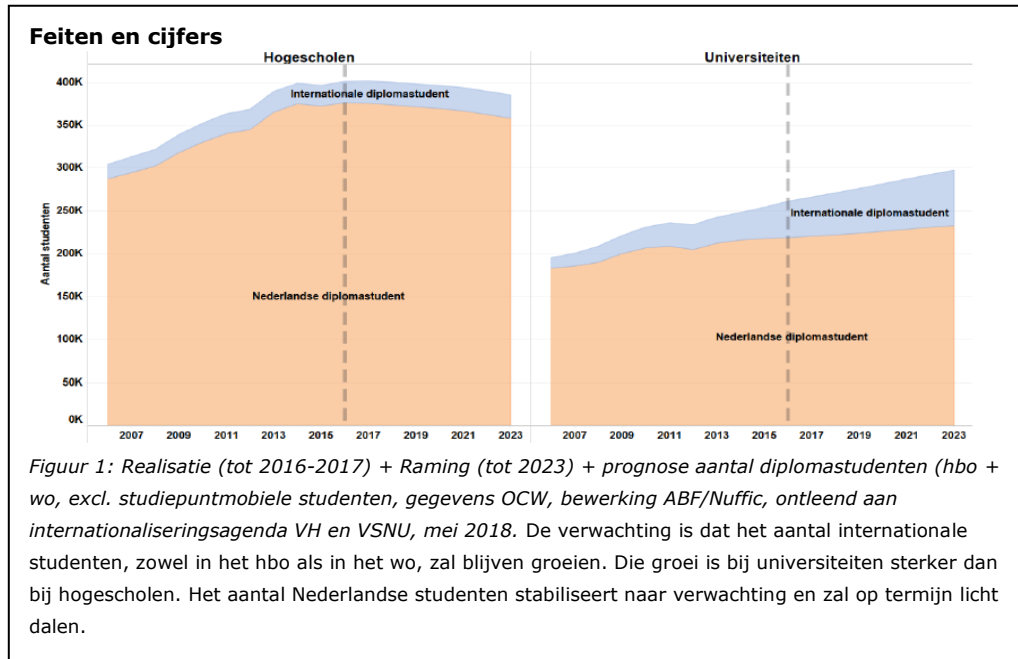 Feiten en cijfers
Hogescholen
Universiteiten
Aantal studenten
400K
350K
300K
250K
200K
150K
100K
50K
0K
Internationale diplomastudent
Nederlandse diplomastudent
Internationale diplomastudent
Nederlandse diplomastudent
2007 2009 2011 2013 2015 2017 2019 2021 2023
2007 2009 2011 2013 2015 2017 2019 2021 2023
Figuur 1: Realisatie (tot 2016-2017) + Raming (tot 2023) + prognose aantal diplomastudenten (hbo +
wo, excl. studiepuntmobiele studenten, gegevens OCW, bewerking ABF/Nuffic, ontleend aan
internationaliseringsagenda VH en VSNU, mei 2018. De verwachting is dat het aantal internationale
studenten, zowel in het hbo als in het wo, zal blijven groeien. Die groei is bij universiteiten sterker dan
bij hogescholen. Het aantal Nederlandse studenten stabiliseert naar verwachting en zal op termijn licht
dalen.